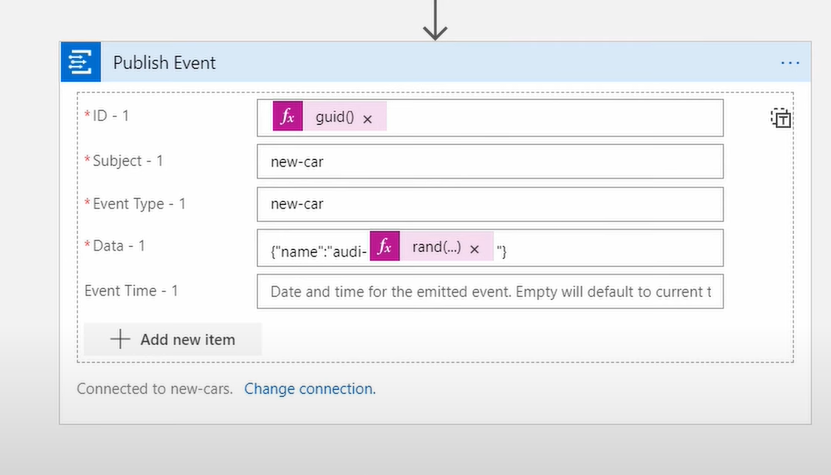 Publish Event
* ID - 1
fx guid() ×
* Subject - 1
new-car
* Event Type - 1
new-car
* Data - 1
{"name":"audi- fx rand(...) × "}
Event Time - 1
Date and time for the emitted event. Empty will default to current t
Add new item
Connected to new-cars. Change connection.